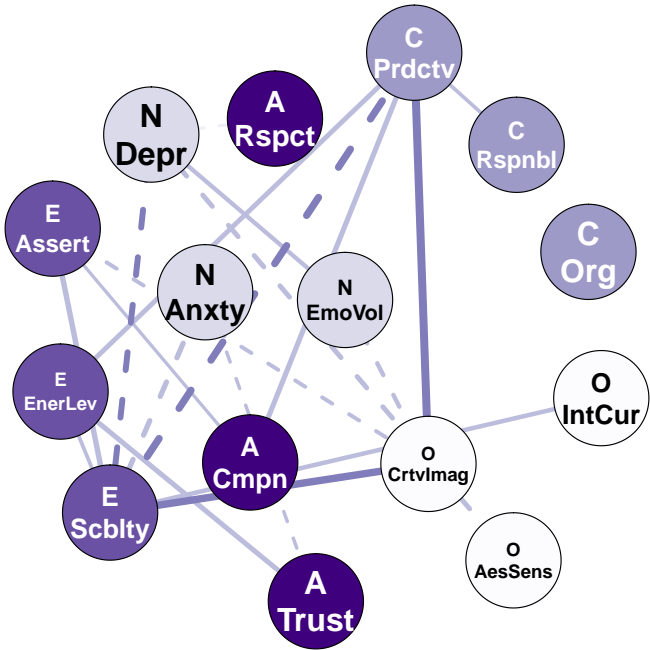 C
Prdctv
A
Rspct
N
Depr
C
Rspnbl
E
Assert
C
Org
N
Anxty
N
EmoVol
E
EnerLev
O
IntCur
A
Cmpn
O
CrtvImag
E
Scblty
O
AesSens
A
Trust